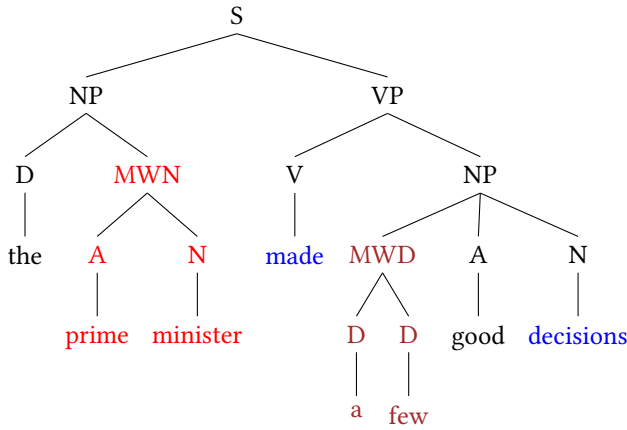 S
NP VP
D MWN V NP
the A N made MWD A N
prime minister D D good decisions
a few